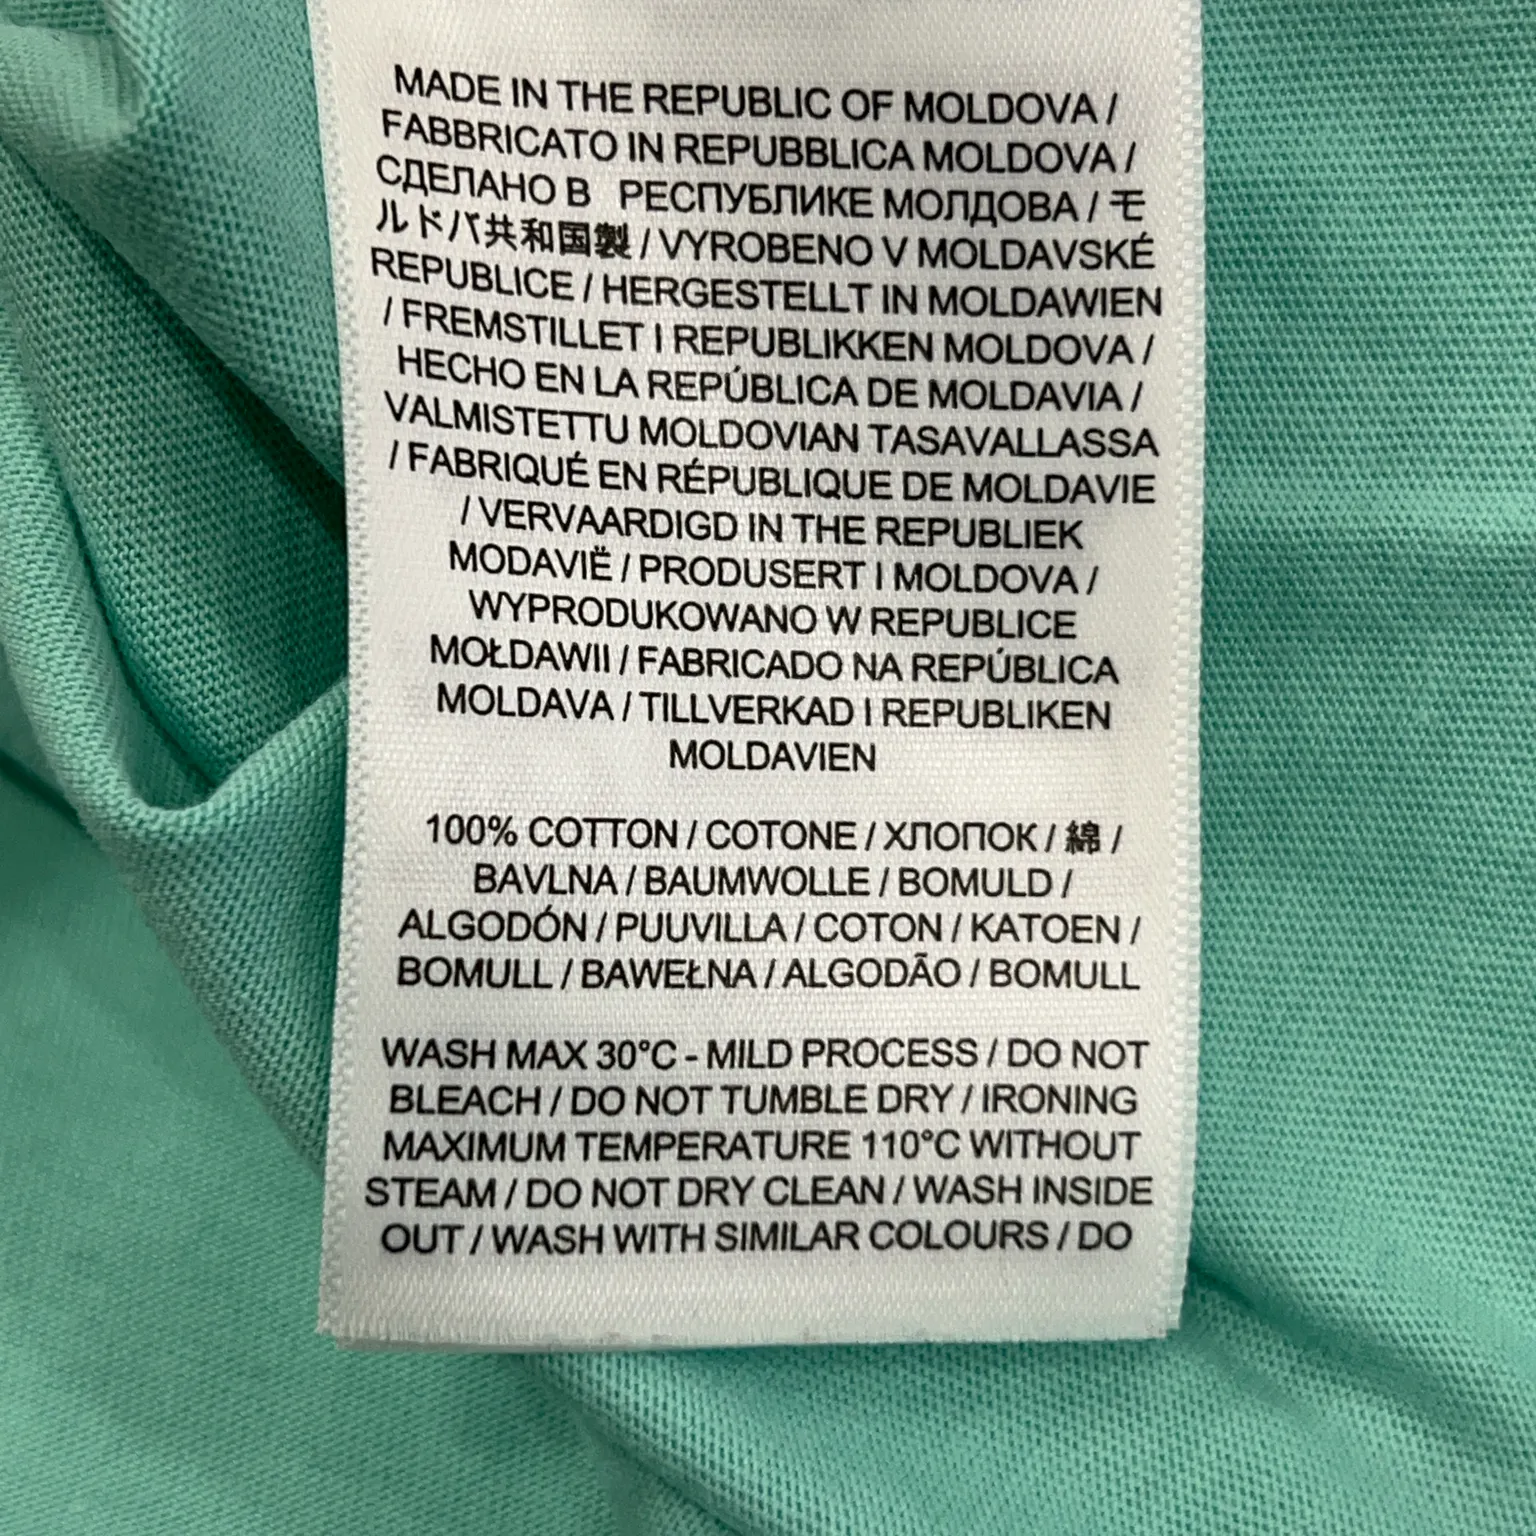 MADE IN THE REPUBLIC OF MOLDOVA /
FABBRICATO IN REPUBBLICA MOLDOVA /
СДЕЛАНО В РЕСПУБЛИКЕ МОЛДОВА / モ
ルドバ共和国製 / VYROBENO V MOLDAVSKÉ
REPUBLICE / HERGESTELLT IN MOLDAWIEN
/ FREMSTILLET I REPUBLIKKEN MOLDOVA /
HECHO EN LA REPÚBLICA DE MOLDAVIA /
VALMISTETTU MOLDOVIAN TASAVALLASSA
/ FABRIQUÉ EN RÉPUBLIQUE DE MOLDAVIE
/ VERVAARDIGD IN THE REPUBLIEK
MODAVIË / PRODUSERT I MOLDOVA /
WYPRODUKOWANO W REPUBLICE
MOŁDAWII / FABRICADO NA REPÚBLICA
MOLDAVA / TILLVERKAD I REPUBLIKEN
MOLDAVIEN
100% COTTON / COTONE / ХЛОПОК / 綿 /
BAVLNA / BAUMWOLLE / BOMULD /
ALGODÓN / PUUVILLA / COTON / KATOEN /
BOMULL / BAWEŁNA / ALGODÃO / BOMULL
WASH MAX 30°C - MILD PROCESS / DO NOT
BLEACH / DO NOT TUMBLE DRY / IRONING
MAXIMUM TEMPERATURE 110°C WITHOUT
STEAM / DO NOT DRY CLEAN / WASH INSIDE
OUT / WASH WITH SIMILAR COLOURS / DO